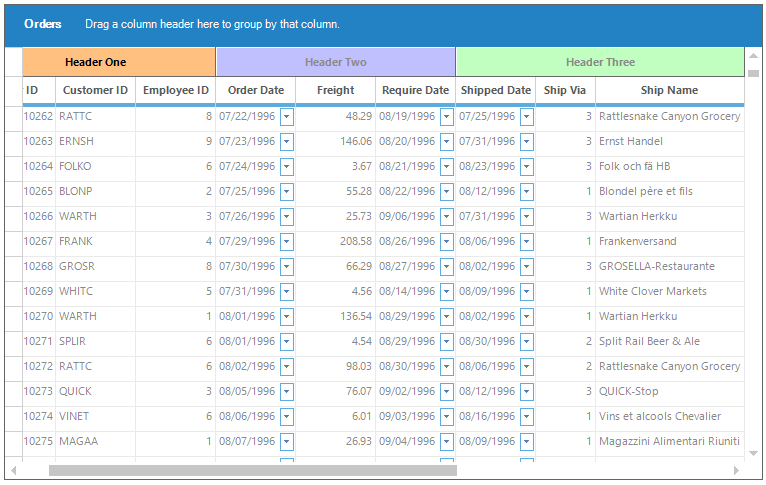 Orders Drag a column header here to group by that column.
Header One Header Two Header Three
ID Customer ID Employee ID Order Date Freight Require Date Shipped Date Ship Via Ship Name
10262 RATTC 8 07/22/1996 48.29 08/19/1996 07/25/1996 3 Rattlesnake Canyon Grocery
10263 ERNSH 9 07/23/1996 146.06 08/20/1996 07/31/1996 3 Ernst Handel
10264 FOLKO 6 07/24/1996 3.67 08/21/1996 08/23/1996 3 Folk och fä HB
10265 BLONP 2 07/25/1996 55.28 08/22/1996 08/12/1996 1 Blondel père et fils
10266 WARTH 3 07/26/1996 25.73 09/06/1996 07/31/1996 3 Wartian Herkku
10267 FRANK 4 07/29/1996 208.58 08/26/1996 08/06/1996 1 Frankenversand
10268 GROSR 8 07/30/1996 66.29 08/27/1996 08/02/1996 3 GROSELLA-Restaurante
10269 WHITC 5 07/31/1996 4.56 08/14/1996 08/09/1996 1 White Clover Markets
10270 WARTH 1 08/01/1996 136.54 08/29/1996 08/02/1996 1 Wartian Herkku
10271 SPLIR 6 08/01/1996 4.54 08/29/1996 08/30/1996 2 Split Rail Beer & Ale
10272 RATTC 6 08/02/1996 98.03 08/30/1996 08/06/1996 2 Rattlesnake Canyon Grocery
10273 QUICK 3 08/05/1996 76.07 09/02/1996 08/12/1996 3 QUICK-Stop
10274 VINET 6 08/06/1996 6.01 09/03/1996 08/16/1996 1 Vins et alcools Chevalier
10275 MAGAA 1 08/07/1996 26.93 09/04/1996 08/09/1996 1 Magazzini Alimentari Riuniti